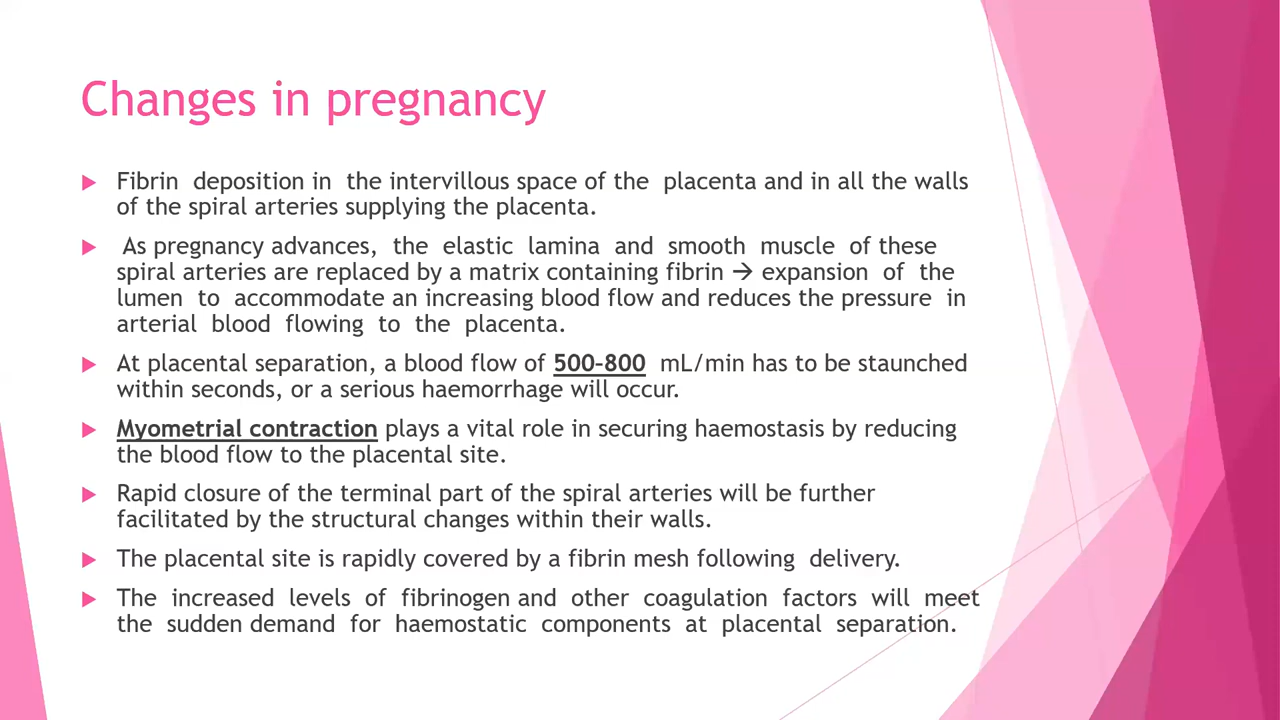 Changes in pregnancy
Fibrin deposition in the intervillous space of the placenta and in all the walls
of the spiral arteries supplying the placenta.
As pregnancy advances, the elastic lamina and smooth muscle of these
spiral arteries are replaced by a matrix containing fibrin → expansion of the
lumen to accommodate an increasing blood flow and reduces the pressure in
arterial blood flowing to the placenta.
At placental separation, a blood flow of 500–800 mL/min has to be staunched
within seconds, or a serious haemorrhage will occur.
Myometrial contraction plays a vital role in securing haemostasis by reducing
the blood flow to the placental site.
Rapid closure of the terminal part of the spiral arteries will be further
facilitated by the structural changes within their walls.
The placental site is rapidly covered by a fibrin mesh following delivery.
The increased levels of fibrinogen and other coagulation factors will meet
the sudden demand for haemostatic components at placental separation.